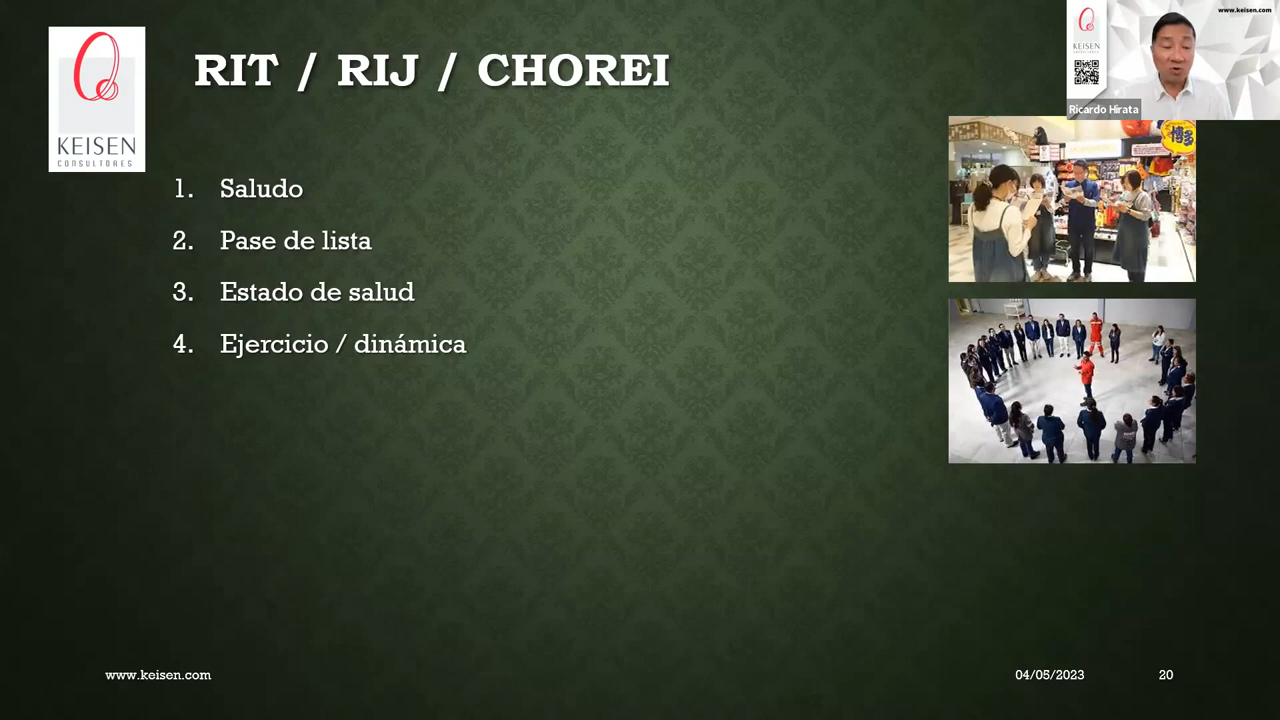 RIT / RIJ / CHOREI
KEISEN
CONSULTORES
1. Saludo
2. Pase de lista
3. Estado de salud
4. Ejercicio / dinámica
www.keisen.com
KEISEN
Ricardo Hirata
博多
www.keisen.com
04/05/2023
20